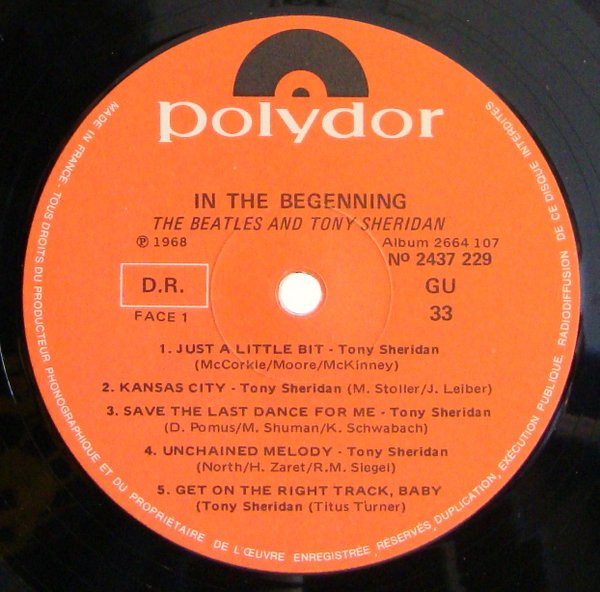 polydor
IN THE BEGENNING
THE BEATLES AND TONY SHERIDAN
℗ 1968
Album 2664 107
Nº 2437 229
D.R.
GU
FACE 1
33
1. JUST A LITTLE BIT - Tony Sheridan
(McCorkle/Moore/McKinney)
2. KANSAS CITY - Tony Sheridan (M. Stoller/J. Leiber)
3. SAVE THE LAST DANCE FOR ME - Tony Sheridan
(D. Pomus/M. Shuman/K. Schwabach)
4. UNCHAINED MELODY - Tony Sheridan
(North/H. Zaret/R.M. Siegel)
5. GET ON THE RIGHT TRACK, BABY
(Tony Sheridan (Titus Turner)
MADE IN FRANCE - TOUS DROITS DU PRODUCTEUR PHONOGRAPHIQUE ET DU PROPRIÉTAIRE DE L'ŒUVRE ENREGISTRÉE RÉSERVÉS, DUPLICATION, EXÉCUTION PUBLIQUE, RADIODIFFUSION DE CE DISQUE INTERDITES